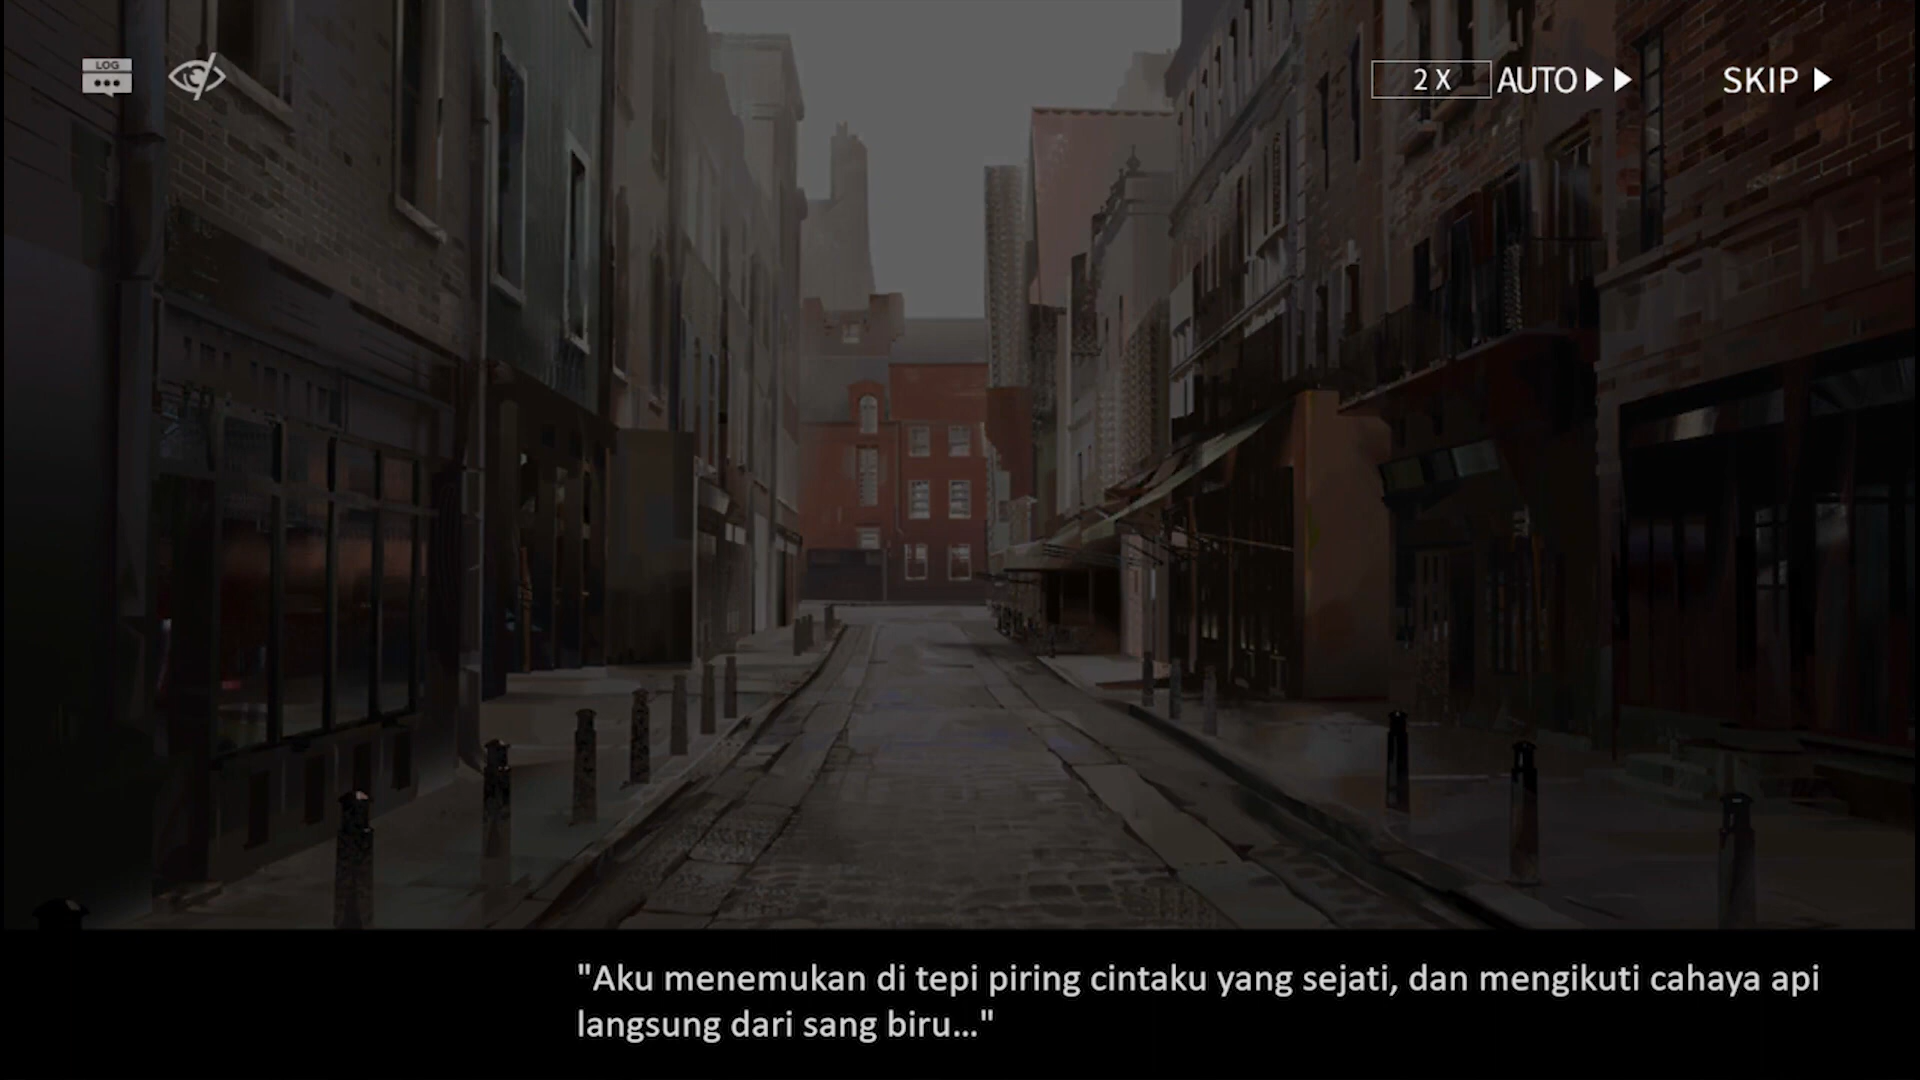 LOG
2 X AUTO SKIP
"Aku menemukan di tepi piring cintaku yang sejati, dan mengikuti cahaya api
langsung dari sang biru..."